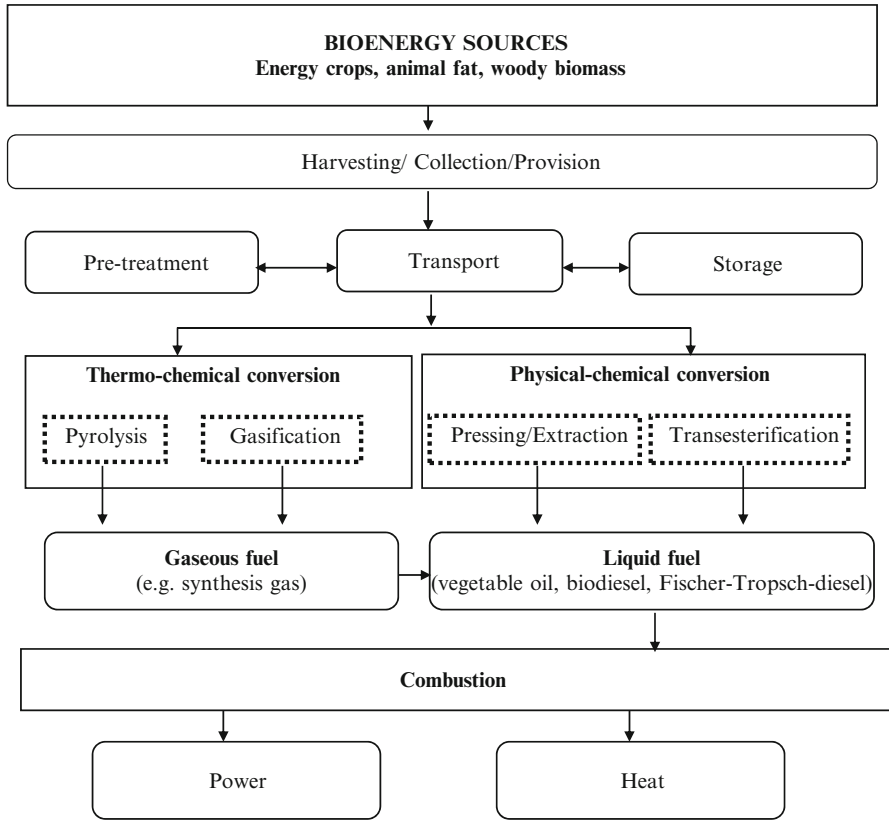 BIOENERGY SOURCES
Energy crops, animal fat, woody biomass
Harvesting/ Collection/Provision
Pre-treatment
Transport
Storage
Thermo-chemical conversion
Physical-chemical conversion
Pyrolysis
Gasification
Pressing/Extraction
Transesterification
Gaseous fuel
(e.g. synthesis gas)
Liquid fuel
(vegetable oil, biodiesel, Fischer-Tropsch-diesel)
Combustion
Power
Heat